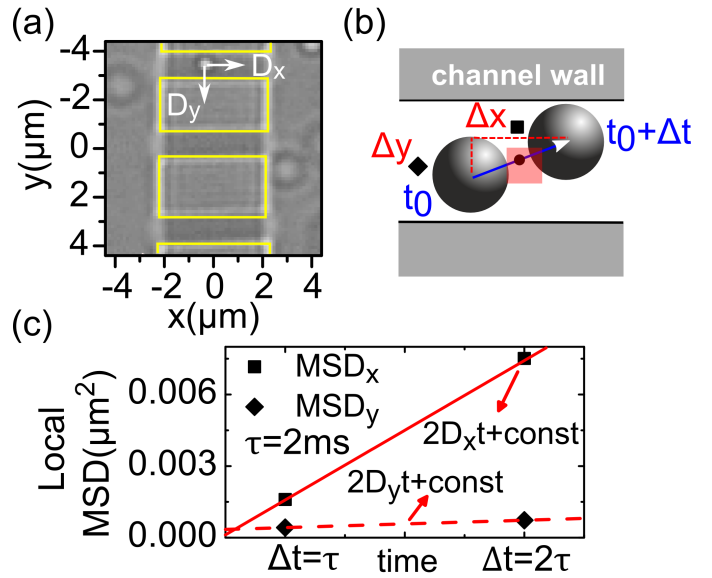 (a)
-4
-2
0
2
4
y(μm)
Dx
Dy
-4 -2 0 2 4
x(μm)
(b)
channel wall
Δx
Δy
t0+Δt
t0
(c)
0.006
0.003
0.000
Local
MSD(μm²)
MSDx
MSDy
τ=2ms
2Dxt+const
2Dyt+const
Δt=τ time Δt=2τ